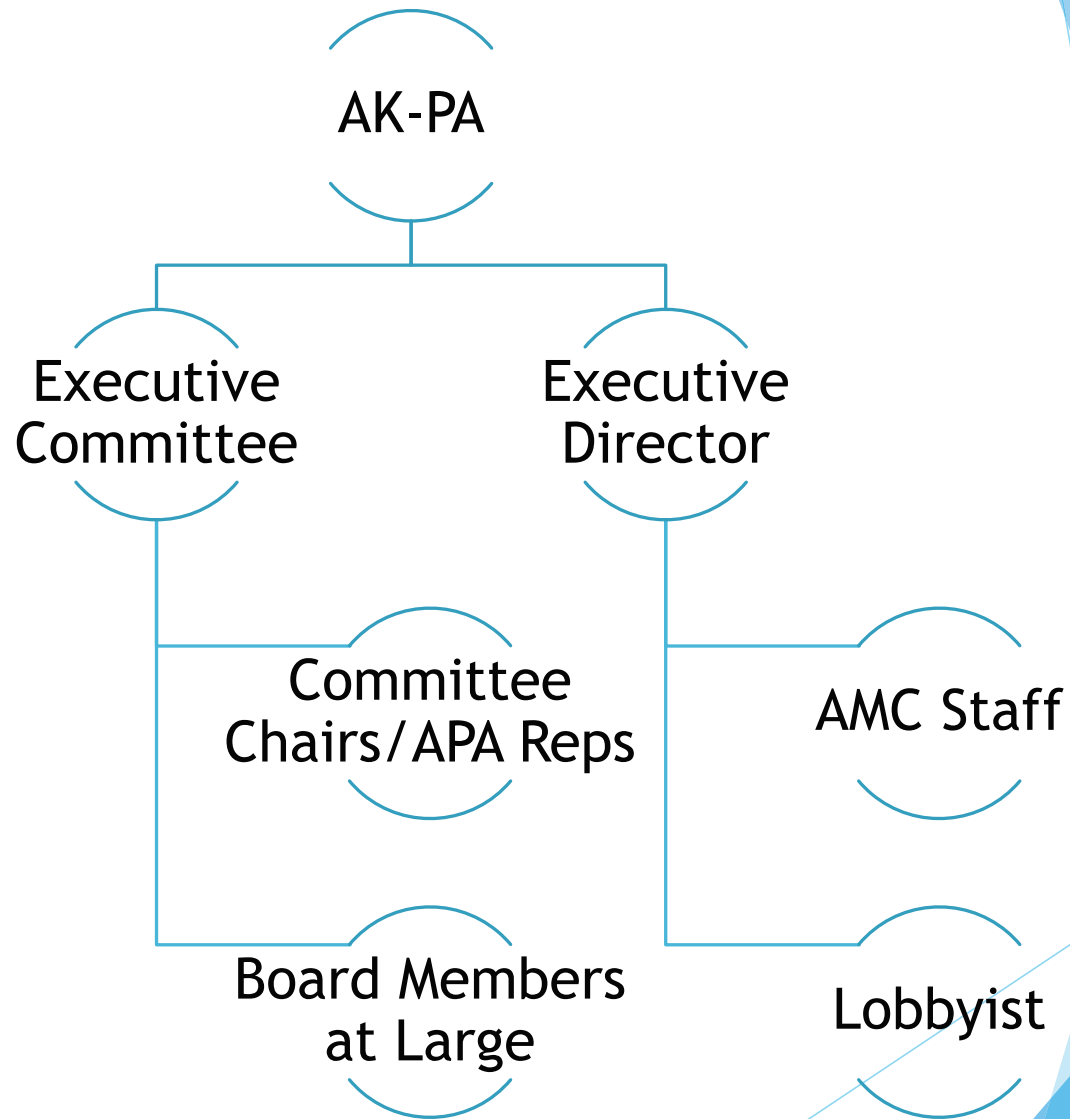 AK-PA
Executive
Committee
Executive
Director
Committee
Chairs/APA Reps
AMC Staff
Board Members
at Large
Lobbyist